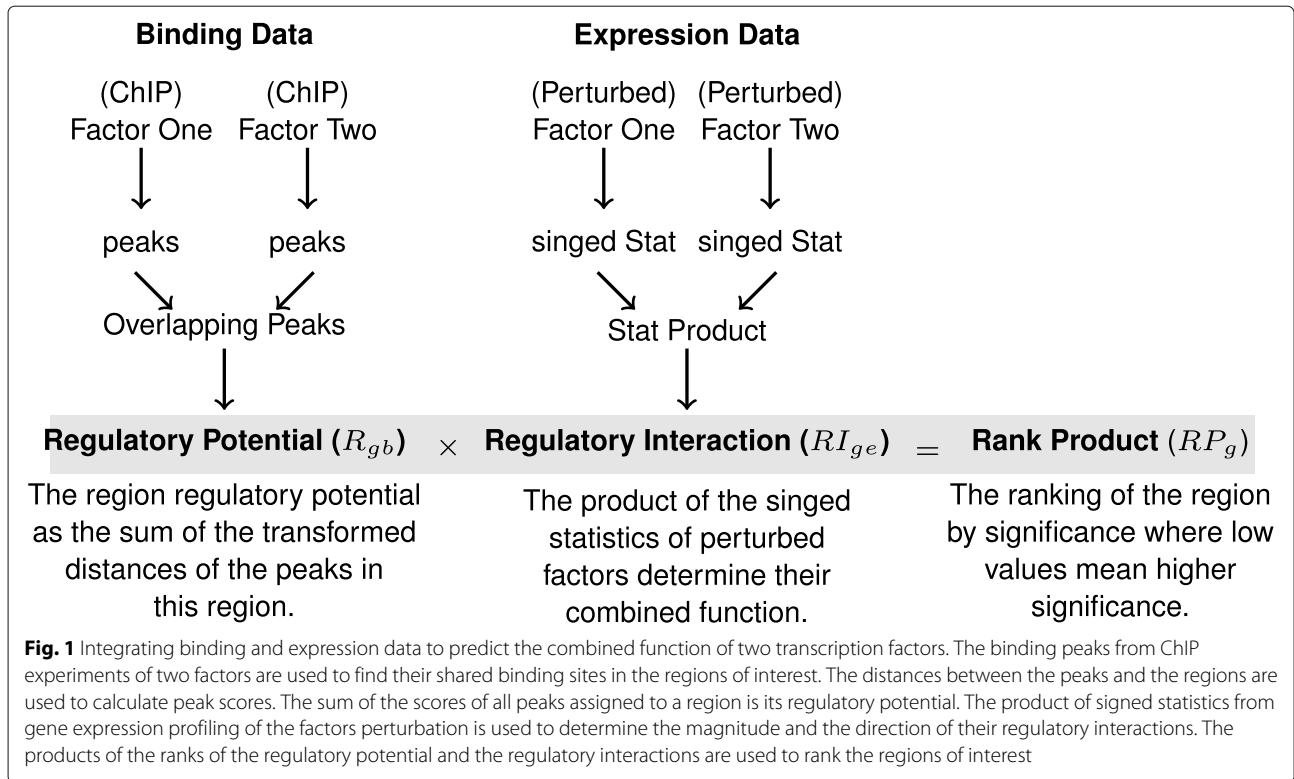 Binding Data
Expression Data
(ChIP) (ChIP)
Factor One Factor Two
(Perturbed) (Perturbed)
Factor One Factor Two
peaks peaks
singed Stat singed Stat
Overlapping Peaks
Stat Product
Regulatory Potential (R_gb) × Regulatory Interaction (RI_ge) = Rank Product (RP_g)
The region regulatory potential
as the sum of the transformed
distances of the peaks in
this region.
The product of the singed
statistics of perturbed
factors determine their
combined function.
The ranking of the region
by significance where low
values mean higher
significance.
Fig. 1 Integrating binding and expression data to predict the combined function of two transcription factors. The binding peaks from ChIP
experiments of two factors are used to find their shared binding sites in the regions of interest. The distances between the peaks and the regions are
used to calculate peak scores. The sum of the scores of all peaks assigned to a region is its regulatory potential. The product of signed statistics from
gene expression profiling of the factors perturbation is used to determine the magnitude and the direction of their regulatory interactions. The
products of the ranks of the regulatory potential and the regulatory interactions are used to rank the regions of interest